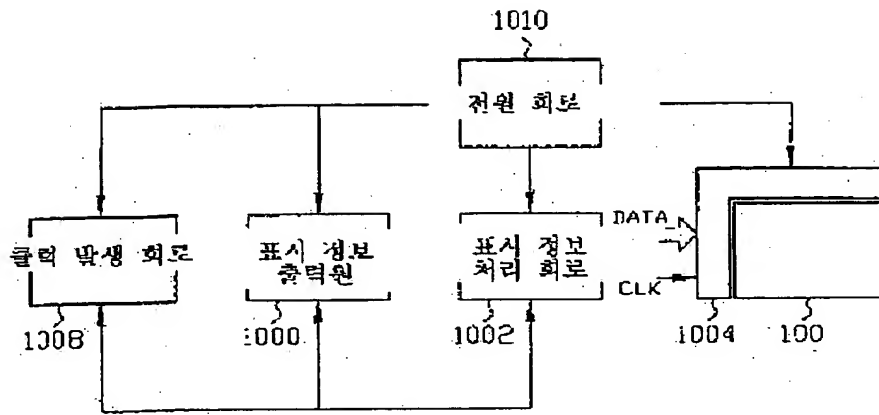 1010
전원 회로
클럭 발생 회로
표시 정보
출력원
표시 정보
처리 회로
DATA
CLK
1008
1000
1002
1004
100